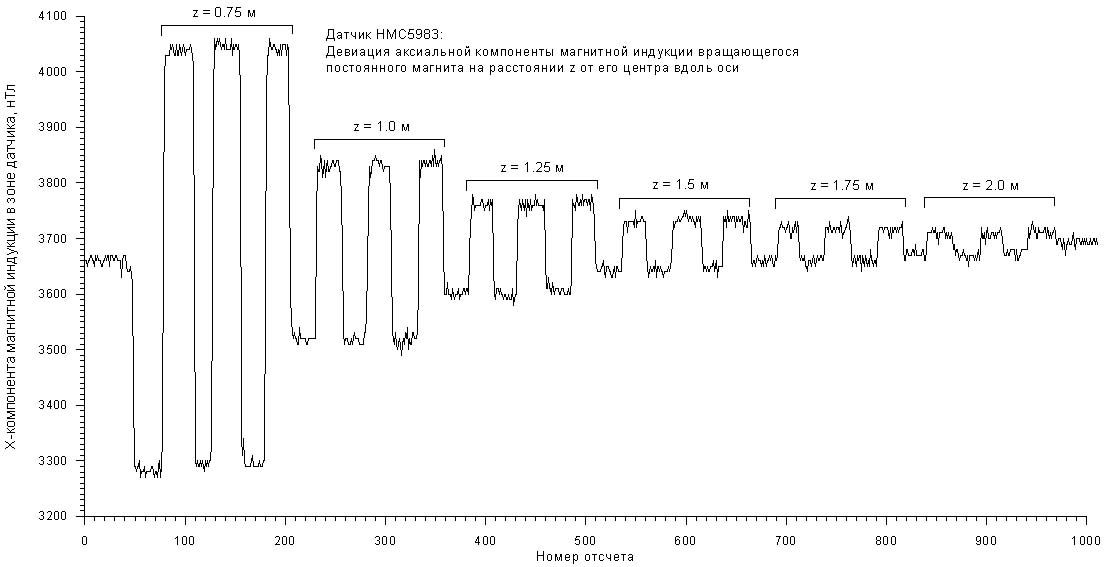 z = 0.75 м
Датчик HMC5983:
Девиация аксиальной компоненты магнитной индукции вращающегося
постоянного магнита на расстоянии z от его центра вдоль оси
z = 1.0 м
z = 1.25 м
z = 1.5 м
z = 1.75 м
z = 2.0 м
X-компонента магнитной индукции в зоне датчика, нТл
4100
4000
3900
3800
3700
3600
3500
3400
3300
3200
0 100 200 300 400 500 600 700 800 900 1000
Номер отсчета